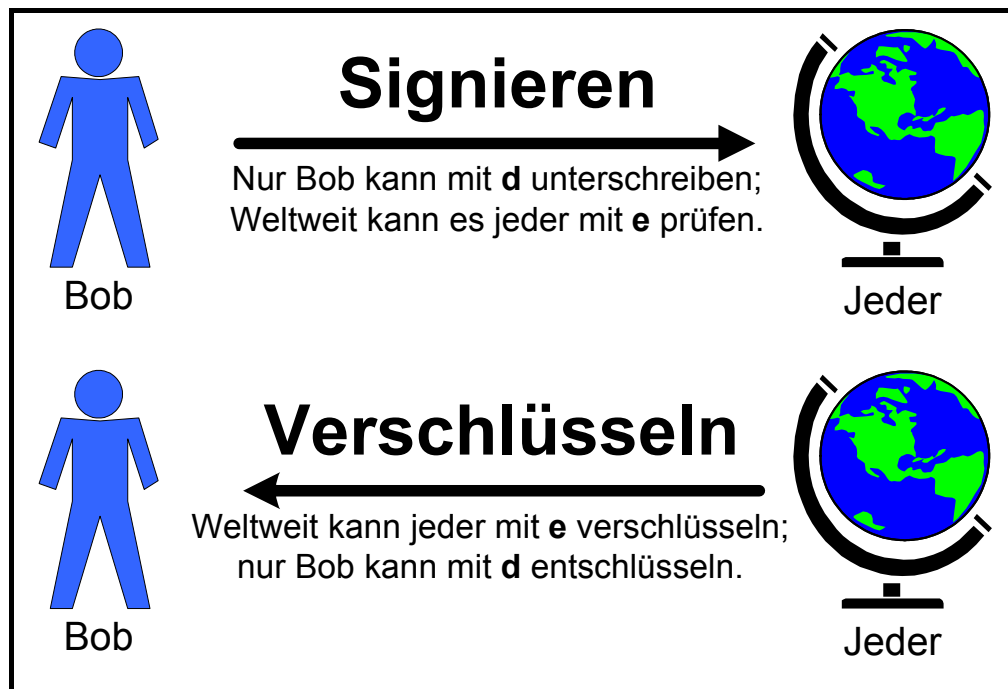 Signieren
Nur Bob kann mit d unterschreiben;
Weltweit kann es jeder mit e prüfen.
Bob
Jeder
Verschlüsseln
Weltweit kann jeder mit e verschlüsseln;
nur Bob kann mit d entschlüsseln.
Bob
Jeder